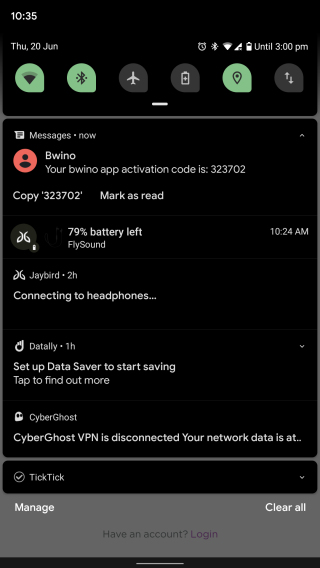 10:35
Thu, 20 Jun
Until 3:00 pm
Messages • now
Bwino
Your bwino app activation code is: 323702
Copy '323702' Mark as read
79% battery left 10:24 AM
FlySound
Jaybird • 2h
Connecting to headphones...
Datally • 1h
Set up Data Saver to start saving
Tap to find out more
CyberGhost
CyberGhost VPN is disconnected Your network data is at..
TickTick
Manage Clear all
Have an account? Login